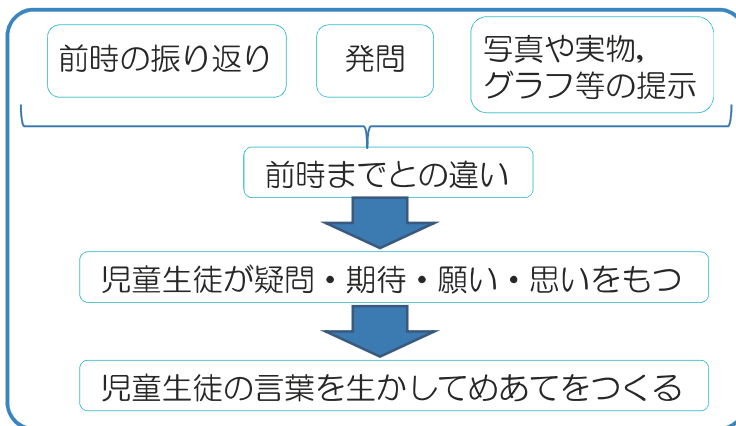 前時の振り返り
発問
写真や実物,
グラフ等の提示
前時までとの違い
児童生徒が疑問・期待・願い・思いをもつ
児童生徒の言葉を生かしてめあてをつくる